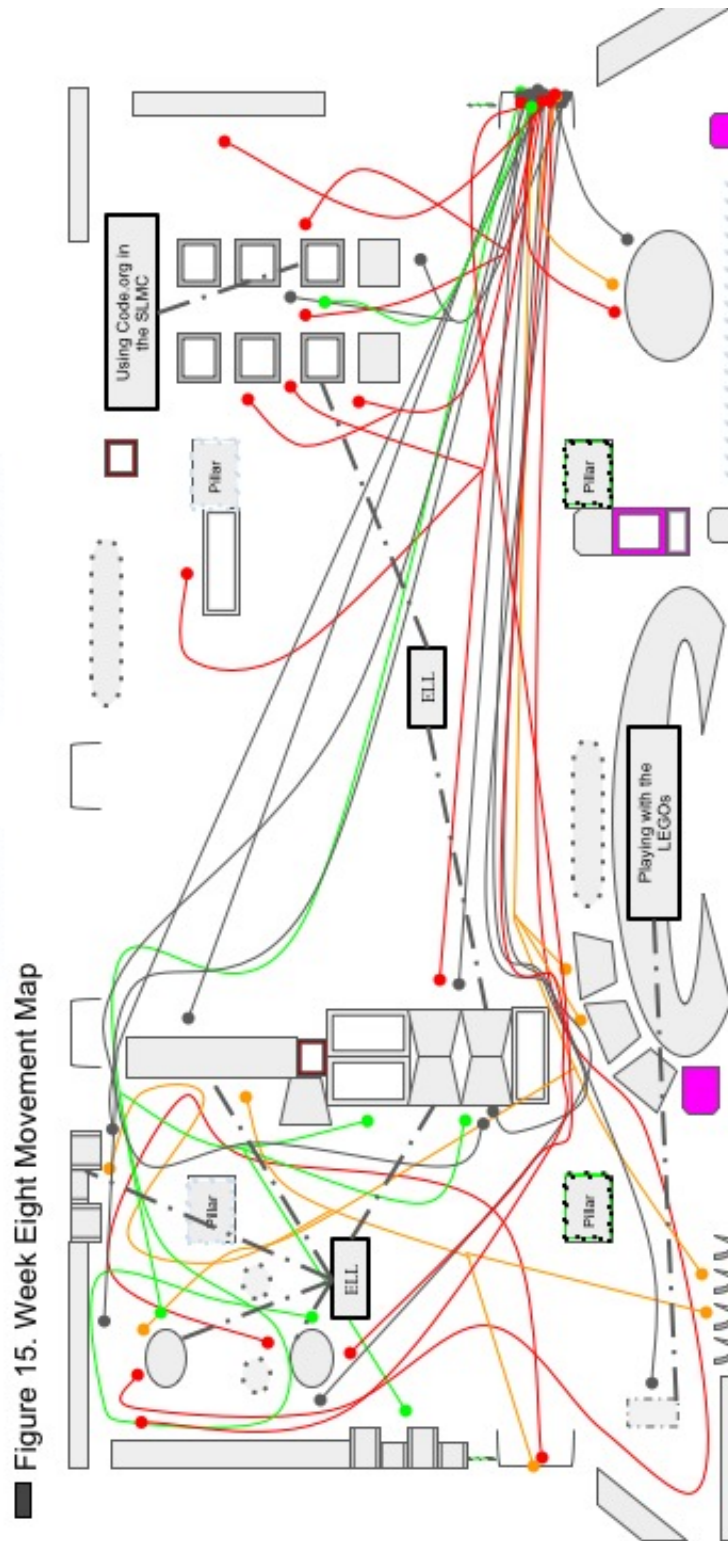 Figure 15. Week Eight Movement Map
Using Code.org in
the SLMC
Pillar
Pillar
ELL
Playing with the
LEGOs
Pillar
ELL
Pillar